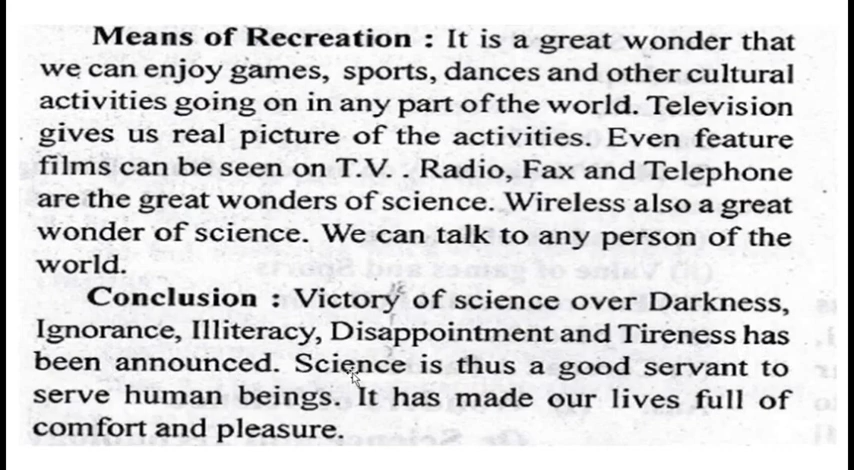 Means of Recreation : It is a great wonder that
we can enjoy games, sports, dances and other cultural
activities going on in any part of the world. Television
gives us real picture of the activities. Even feature
films can be seen on T.V. . Radio, Fax and Telephone
are the great wonders of science. Wireless also a great
wonder of science. We can talk to any person of the
world.
Conclusion : Victory of science over Darkness,
Ignorance, Illiteracy, Disappointment and Tireness has
been announced. Science is thus a good servant to
serve human beings. It has made our lives full of
comfort and pleasure.